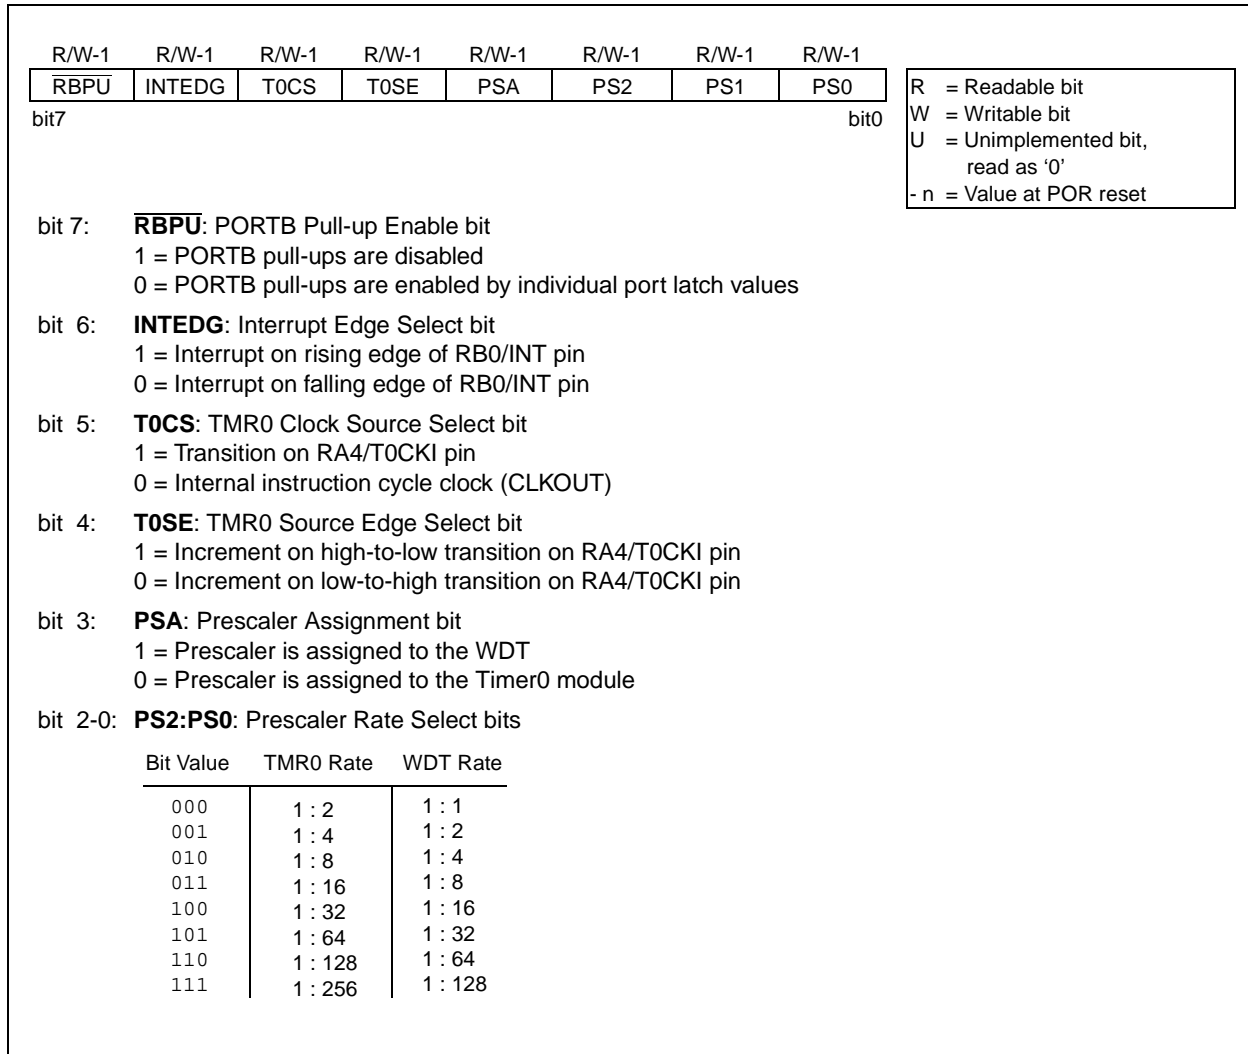 R/W-1 R/W-1 R/W-1 R/W-1 R/W-1 R/W-1 R/W-1 R/W-1
RBPU INTEDG T0CS T0SE PSA PS2 PS1 PS0
bit7 bit0
R = Readable bit
W = Writable bit
U = Unimplemented bit,
read as ‘0’
- n = Value at POR reset
bit 7: RBPU: PORTB Pull-up Enable bit
1 = PORTB pull-ups are disabled
0 = PORTB pull-ups are enabled by individual port latch values
bit 6: INTEDG: Interrupt Edge Select bit
1 = Interrupt on rising edge of RB0/INT pin
0 = Interrupt on falling edge of RB0/INT pin
bit 5: T0CS: TMR0 Clock Source Select bit
1 = Transition on RA4/T0CKI pin
0 = Internal instruction cycle clock (CLKOUT)
bit 4: T0SE: TMR0 Source Edge Select bit
1 = Increment on high-to-low transition on RA4/T0CKI pin
0 = Increment on low-to-high transition on RA4/T0CKI pin
bit 3: PSA: Prescaler Assignment bit
1 = Prescaler is assigned to the WDT
0 = Prescaler is assigned to the Timer0 module
bit 2-0: PS2:PS0: Prescaler Rate Select bits
Bit Value TMR0 Rate WDT Rate
000 1 : 2 1 : 1
001 1 : 4 1 : 2
010 1 : 8 1 : 4
011 1 : 16 1 : 8
100 1 : 32 1 : 16
101 1 : 64 1 : 32
110 1 : 128 1 : 64
111 1 : 256 1 : 128